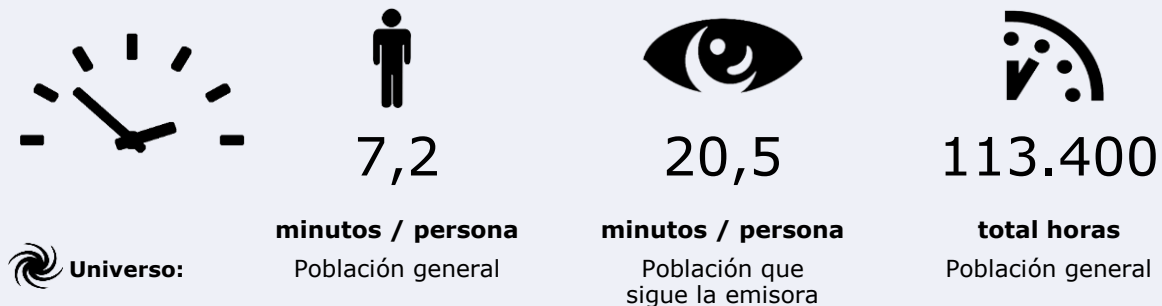 7,2
20,5
113.400
minutos / persona
minutos / persona
total horas
Universo:
Población general
Población que
sigue la emisora
Población general